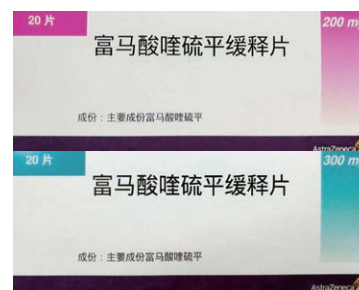 20 片
200 mg
富马酸喹硫平缓释片
成份：主要成份富马酸喹硫平
AstraZeneca
20 片
300 m
富马酸喹硫平缓释片
成份：主要成份富马酸喹硫平
AstraZeneca